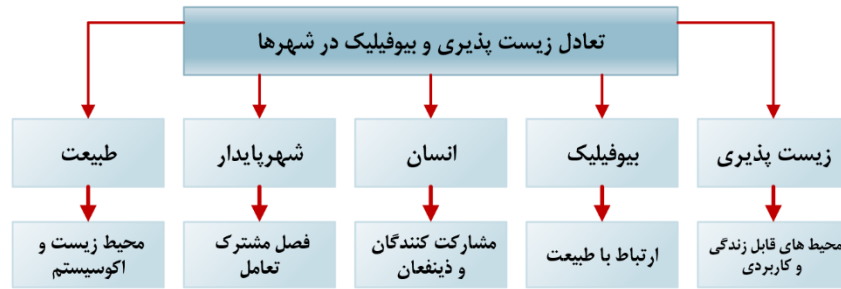 تعادل زیست پذیری و بیوفیلیک در شهرها
زیست پذیری
بیوفیلیک
انسان
شهرپایدار
طبیعت
محیط های قابل زندگی
و کاربردی
ارتباط با طبیعت
مشارکت کنندگان
و ذینفعان
فصل مشترک
تعامل
محیط زیست و
اکوسیستم